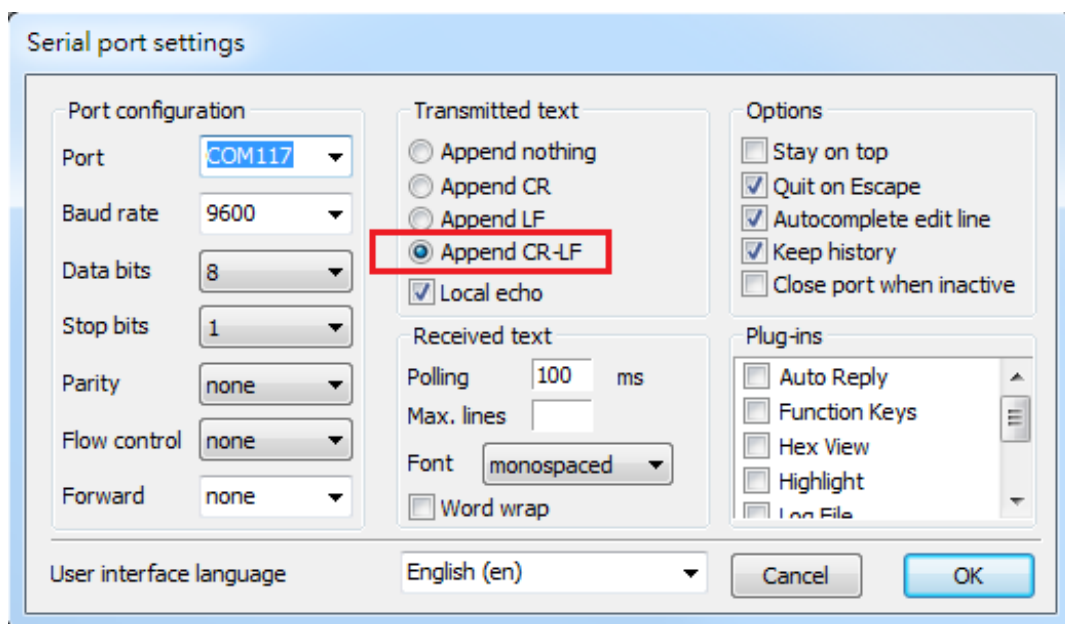 Serial port settings
Port configuration
Port COM117
Baud rate 9600
Data bits 8
Stop bits 1
Parity none
Flow control none
Forward none
Transmitted text
Append nothing
Append CR
Append LF
Append CR-LF
Local echo
Received text
Polling 100 ms
Max. lines
Font monospaced
Word wrap
Options
Stay on top
Quit on Escape
Autocomplete edit line
Keep history
Close port when inactive
Plug-ins
Auto Reply
Function Keys
Hex View
Highlight
Log File
User interface language English (en) Cancel OK